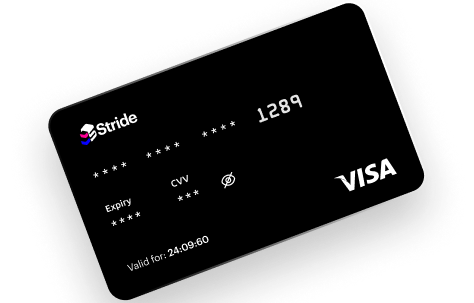 Stride
**** **** **** 1289
Expiry CVV
**** ***
Valid for: 24:09:60
VISA